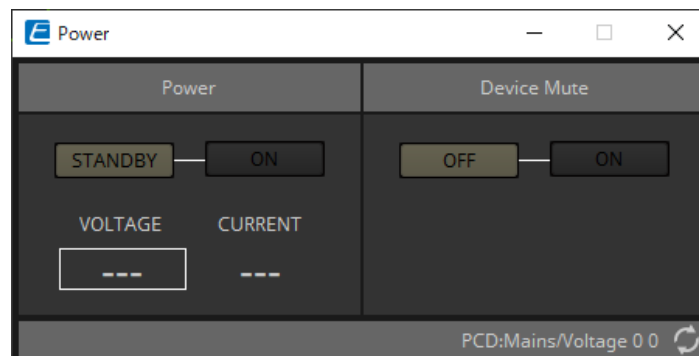 Power
Power Device Mute
STANDBY ON OFF ON
VOLTAGE CURRENT
--- ---
PCD:Mains/Voltage 0 0